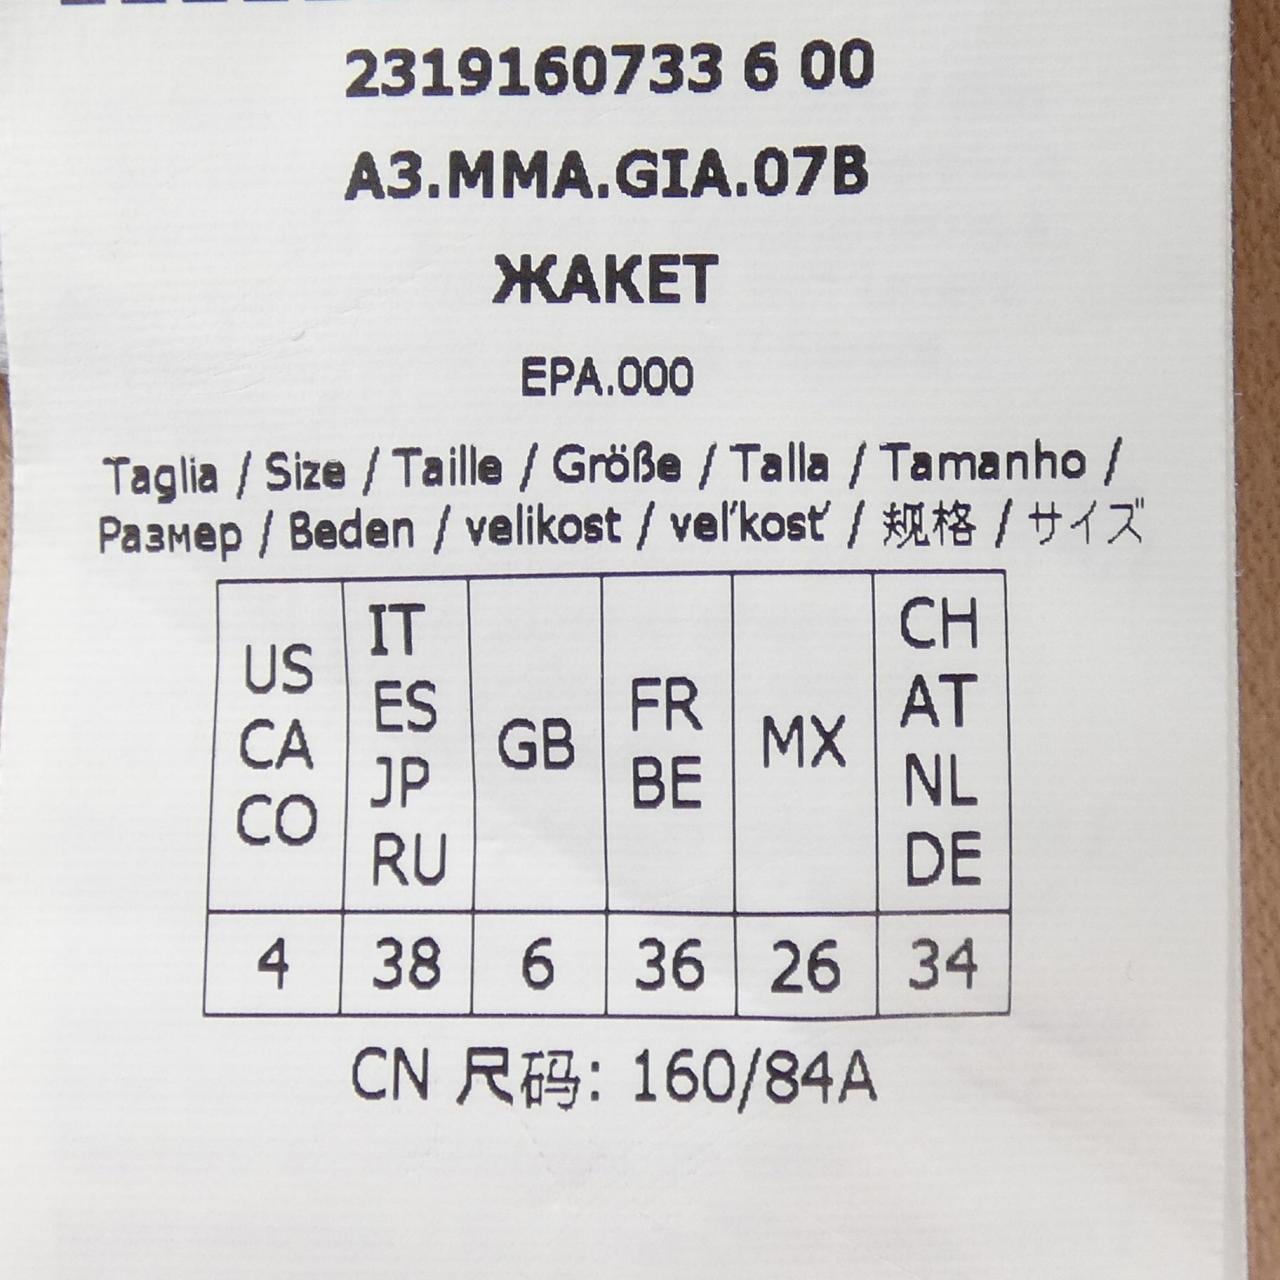 2319160733 6 00
A3.MMA.GIA.07B
ЖАКЕТ
EPA.000
Taglia / Size / Taille / Größe / Talla / Tamanho /
Размер / Beden / velikost / veľkosť / 规格 / サイズ
US CA CO | IT ES JP RU | GB | FR BE | MX | CH AT NL DE
4 | 38 | 6 | 36 | 26 | 34
CN 尺码: 160/84A